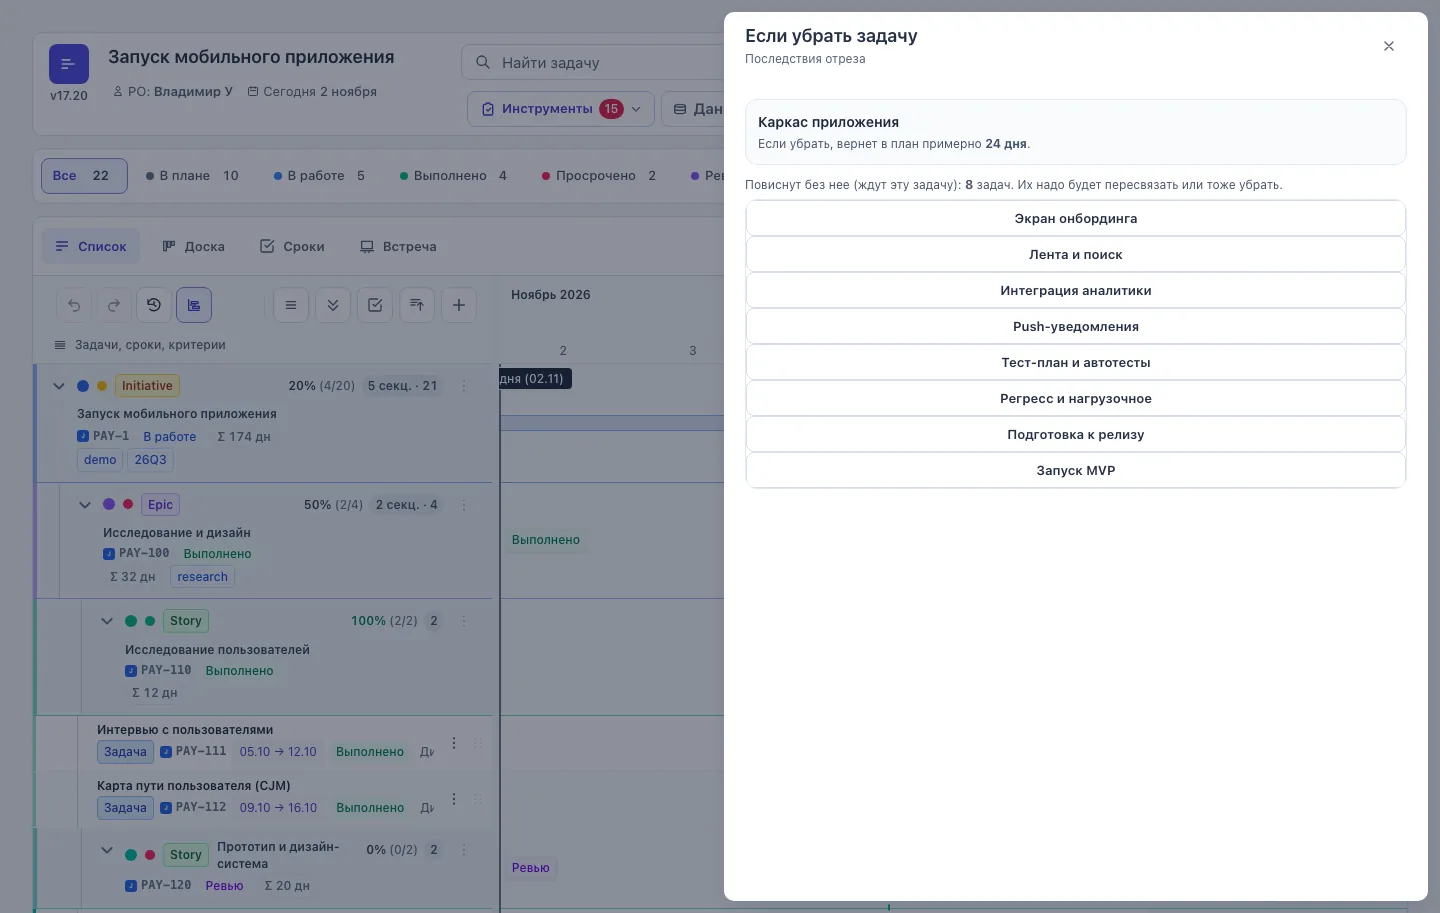 Запуск мобильного приложения
v17.20
PO: Владимир У
Сегодня 2 ноября
Найти задачу
Инструменты 15
Все 22
В плане 10
В работе 5
Выполнено 4
Просрочено 2
Список
Доска
Сроки
Встреча
Ноябрь 2026
Задачи, сроки, критерии
2
3
дня (02.11)
Initiative
20% (4/20)
5 секц. · 21
Запуск мобильного приложения
PAY-1 В работе Σ 174 дн
demo 26Q3
Epic
50% (2/4)
2 секц. · 4
Исследование и дизайн
PAY-100 Выполнено
Σ 32 дн research
Выполнено
Story
100% (2/2)
2
Исследование пользователей
PAY-110 Выполнено
Σ 12 дн
Интервью с пользователями
Задача PAY-111 05.10 → 12.10 Выполнено
Карта пути пользователя (CJM)
Задача PAY-112 09.10 → 16.10 Выполнено
Story
Прототип и дизайн-
система
0% (0/2)
2
PAY-120 Ревью Σ 20 дн
Ревью
Если убрать задачу
Последствия отреза
Каркас приложения
Если убрать, вернет в план примерно 24 дня.
Повиснут без нее (ждут эту задачу): 8 задач. Их надо будет пересвязать или тоже убрать.
Экран онбординга
Лента и поиск
Интеграция аналитики
Push-уведомления
Тест-план и автотесты
Регресс и нагрузочное
Подготовка к релизу
Запуск MVP